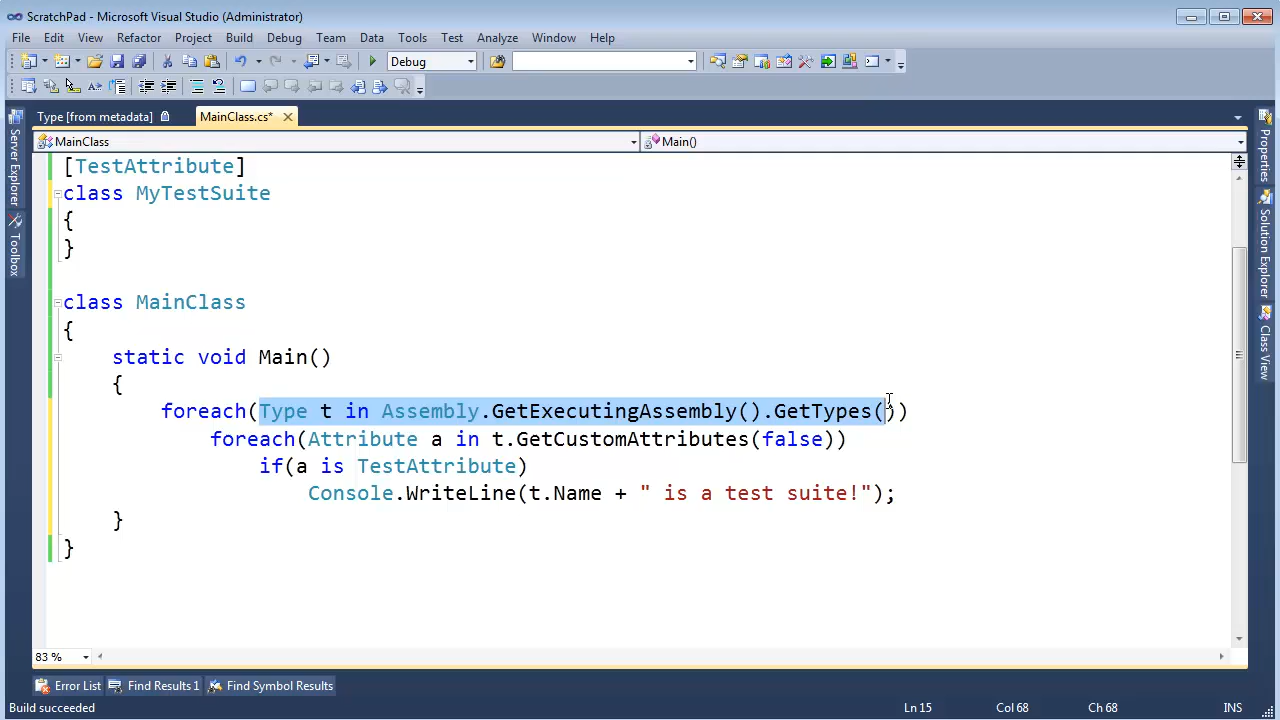 ScratchPad - Microsoft Visual Studio (Administrator)
File Edit View Refactor Project Build Debug Team Data Tools Test Analyze Window Help
Debug
Type [from metadata] MainClass.cs*
MainClass Main()
[TestAttribute]
class MyTestSuite
{
}
class MainClass
{
static void Main()
{
foreach(Type t in Assembly.GetExecutingAssembly().GetTypes())
foreach(Attribute a in t.GetCustomAttributes(false))
if(a is TestAttribute)
Console.WriteLine(t.Name + " is a test suite!");
}
}
Server Explorer
Toolbox
Properties
Solution Explorer
Class View
83 %
Error List Find Results 1 Find Symbol Results
Build succeeded Ln 15 Col 68 Ch 68 INS